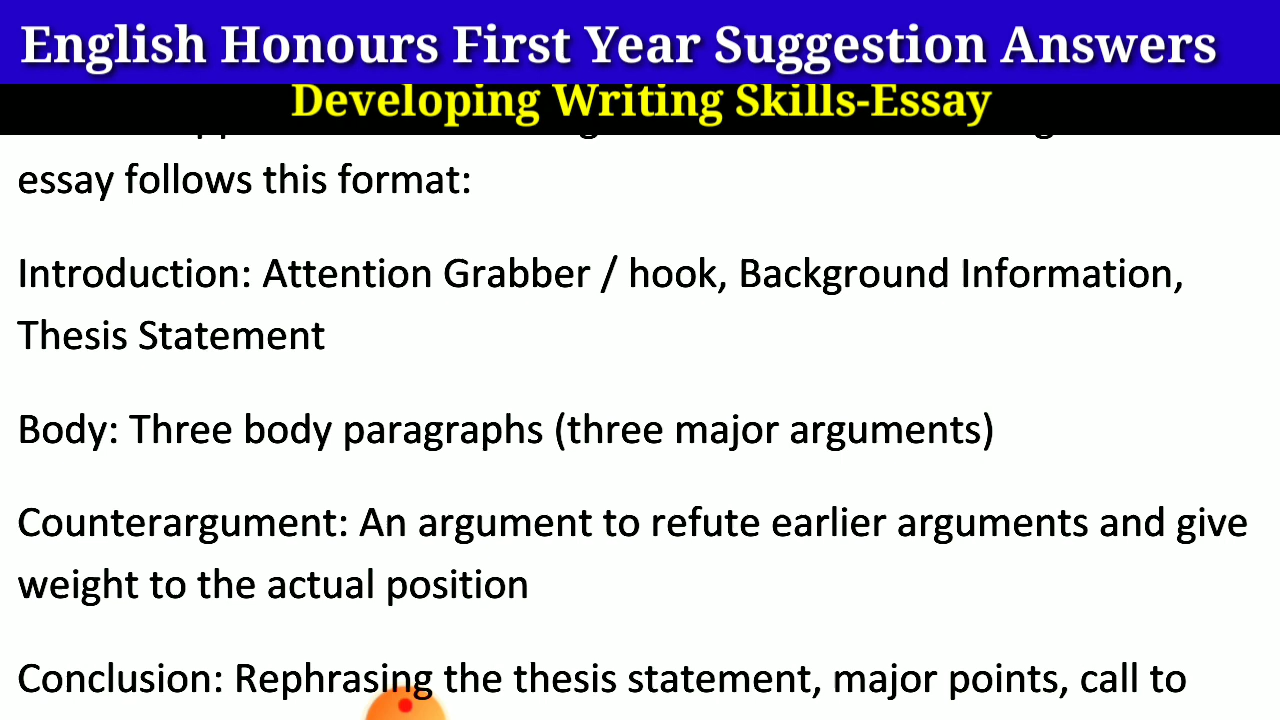 English Honours First Year Suggestion Answers
Developing Writing Skills-Essay
essay follows this format:
Introduction: Attention Grabber / hook, Background Information,
Thesis Statement
Body: Three body paragraphs (three major arguments)
Counterargument: An argument to refute earlier arguments and give
weight to the actual position
Conclusion: Rephrasing the thesis statement, major points, call to